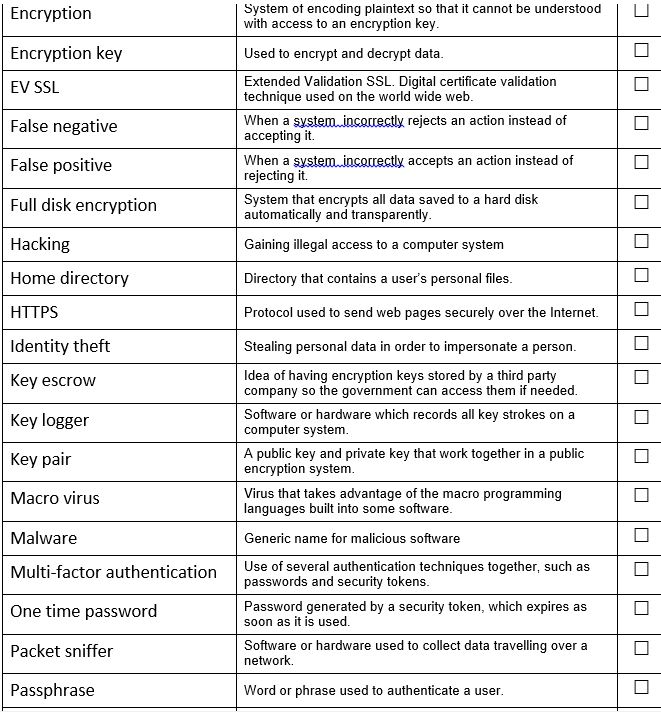 Encryption
System of encoding plaintext so that it cannot be understood
with access to an encryption key.
Encryption key
Used to encrypt and decrypt data.
EV SSL
Extended Validation SSL. Digital certificate validation
technique used on the world wide web.
False negative
When a system incorrectly rejects an action instead of
accepting it.
False positive
When a system incorrectly accepts an action instead of
rejecting it.
Full disk encryption
System that encrypts all data saved to a hard disk
automatically and transparently.
Hacking
Gaining illegal access to a computer system
Home directory
Directory that contains a user's personal files.
HTTPS
Protocol used to send web pages securely over the Internet.
Identity theft
Stealing personal data in order to impersonate a person.
Key escrow
Idea of having encryption keys stored by a third party
company so the government can access them if needed.
Key logger
Software or hardware which records all key strokes on a
computer system.
Key pair
A public key and private key that work together in a public
encryption system.
Macro virus
Virus that takes advantage of the macro programming
languages built into some software.
Malware
Generic name for malicious software
Multi-factor authentication
Use of several authentication techniques together, such as
passwords and security tokens.
One time password
Password generated by a security token, which expires as
soon as it is used.
Packet sniffer
Software or hardware used to collect data travelling over a
network.
Passphrase
Word or phrase used to authenticate a user.